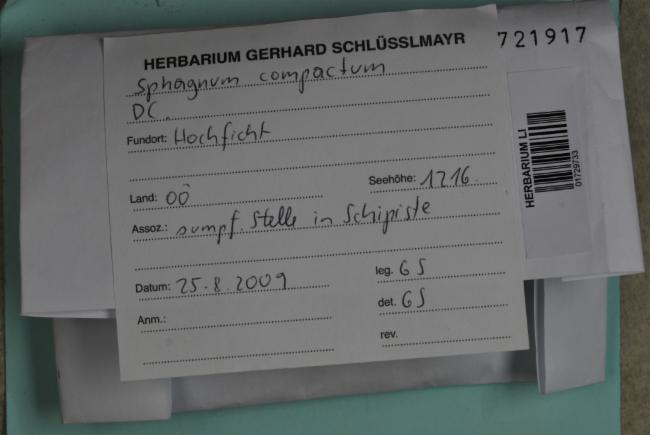 HERBARIUM GERHARD SCHLÜSSLMAYR
721917
Sphagnum compactum
DC.
Fundort: Hochficht
Land: OÖ
Seehöhe: 1216.
Assoz.: sumpf. Stelle in Schipiste
Datum: 25.8.2009
leg. GS
det. GS
Anm.:
rev.
HERBARIUM LI
01729733